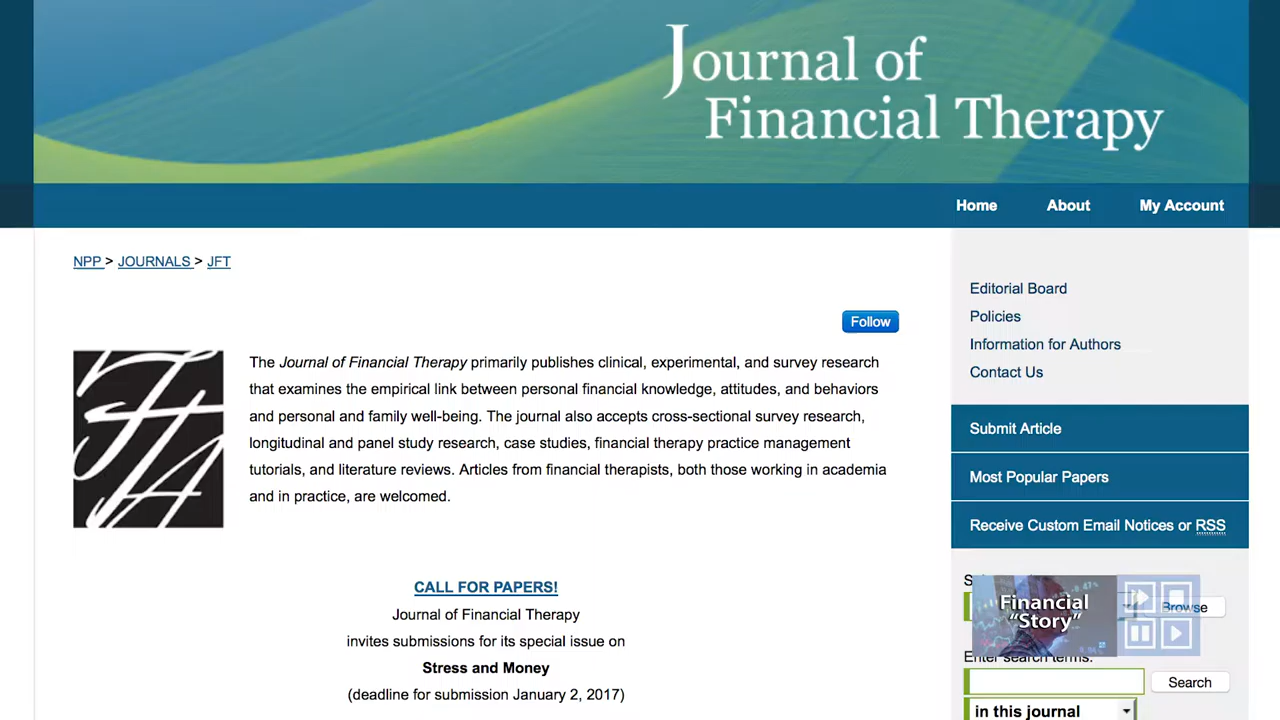 Journal of
Financial Therapy
Home About My Account
NPP > JOURNALS > JFT
Follow
The Journal of Financial Therapy primarily publishes clinical, experimental, and survey research
that examines the empirical link between personal financial knowledge, attitudes, and behaviors
and personal and family well-being. The journal also accepts cross-sectional survey research,
longitudinal and panel study research, case studies, financial therapy practice management
tutorials, and literature reviews. Articles from financial therapists, both those working in academia
and in practice, are welcomed.
CALL FOR PAPERS!
Journal of Financial Therapy
invites submissions for its special issue on
Stress and Money
(deadline for submission January 2, 2017)
Editorial Board
Policies
Information for Authors
Contact Us
Submit Article
Most Popular Papers
Receive Custom Email Notices or RSS
Financial
"Story"
Browse
Enter search terms:
Search
in this journal